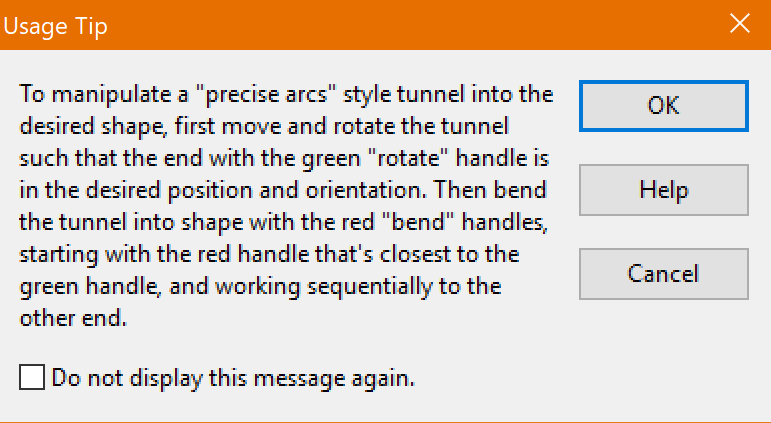 Usage Tip
To manipulate a "precise arcs" style tunnel into the
desired shape, first move and rotate the tunnel
such that the end with the green "rotate" handle is
in the desired position and orientation. Then bend
the tunnel into shape with the red "bend" handles,
starting with the red handle that's closest to the
green handle, and working sequentially to the
other end.
OK
Help
Cancel
Do not display this message again.